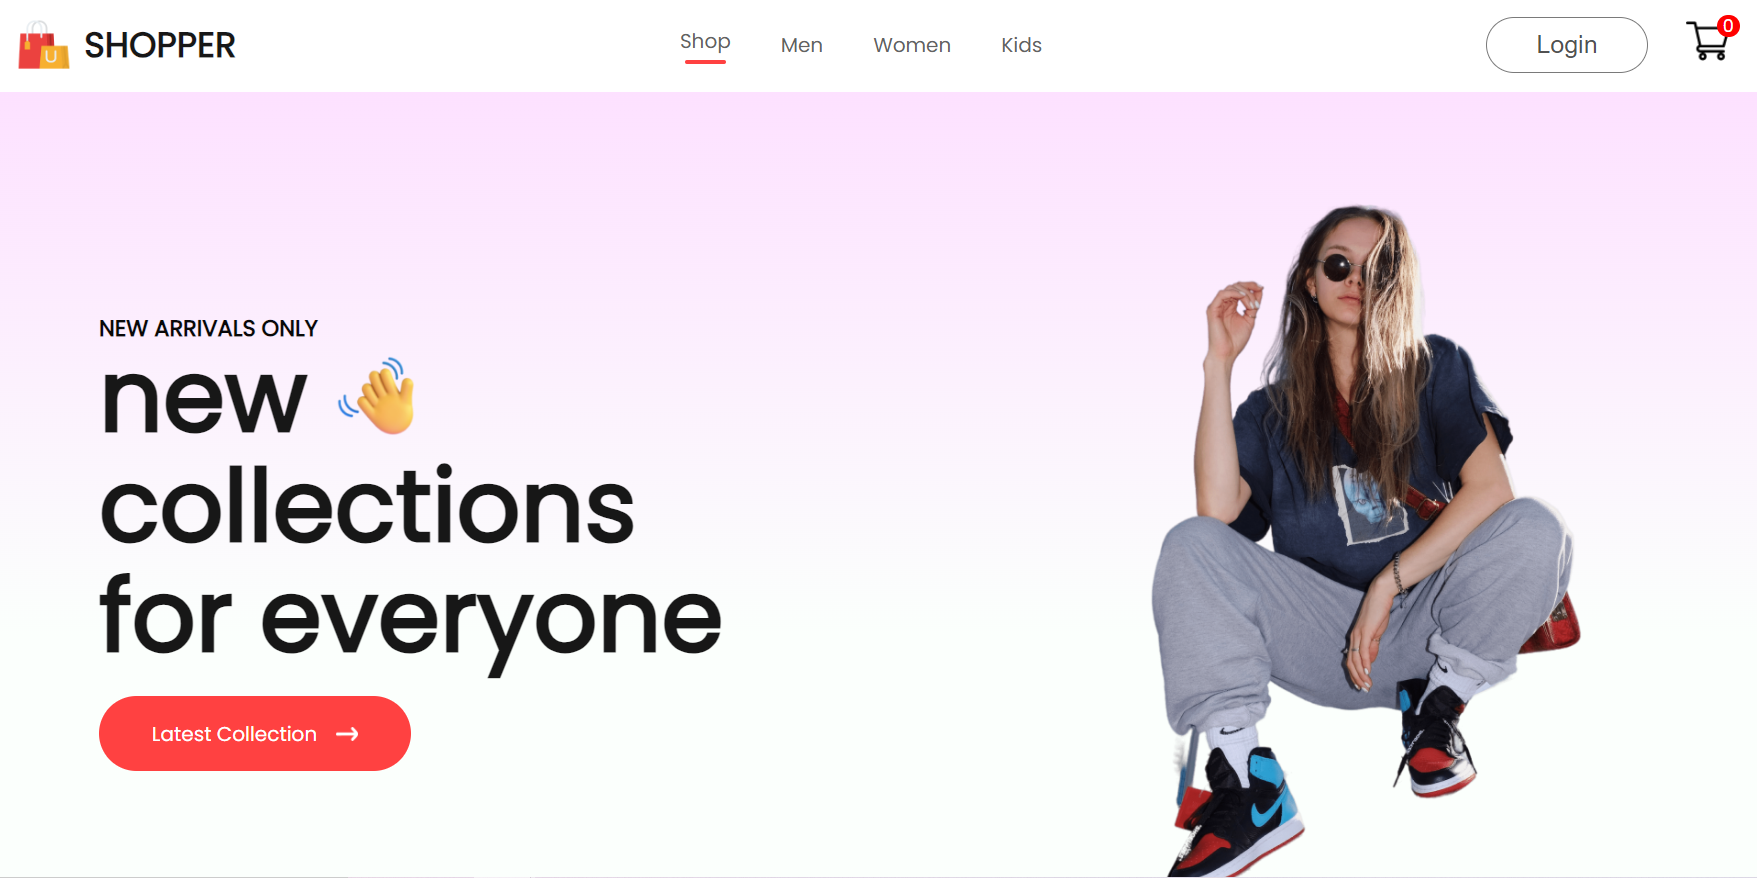 U
SHOPPER
Shop
Men
Women
Kids
Login
0
NEW ARRIVALS ONLY
new
collections
for everyone
Latest Collection